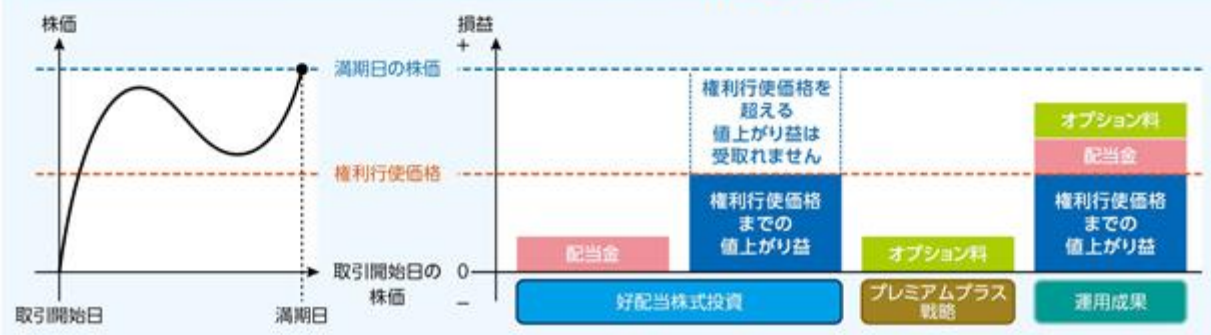 株価
満期日の株価
権利行使価格
取引開始日の
株価
取引開始日
満期日
損益
+
0
−
配当金
権利行使価格を
超える
値上がり益は
受取れません
権利行使価格
までの
値上がり益
オプション料
オプション料
配当金
権利行使価格
までの
値上がり益
好配当株式投資
プレミアムプラス
戦略
運用成果